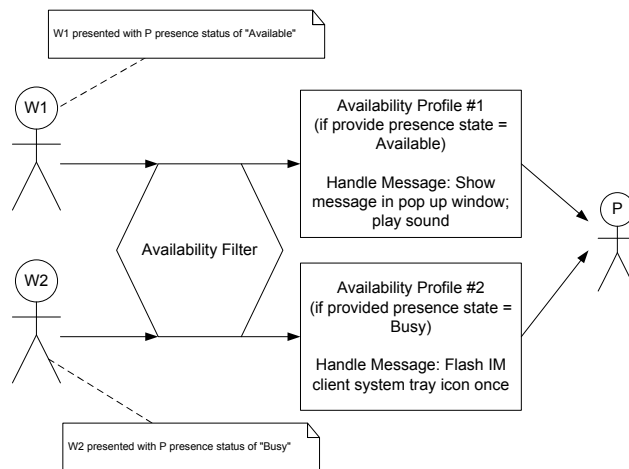 W1 presented with P presence status of "Available"
W1
Availability Profile #1
(if provide presence state =
Available)
Handle Message: Show
message in pop up window;
play sound
P
Availability Filter
W2
Availability Profile #2
(if provided presence state =
Busy)
Handle Message: Flash IM
client system tray icon once
W2 presented with P presence status of "Busy"